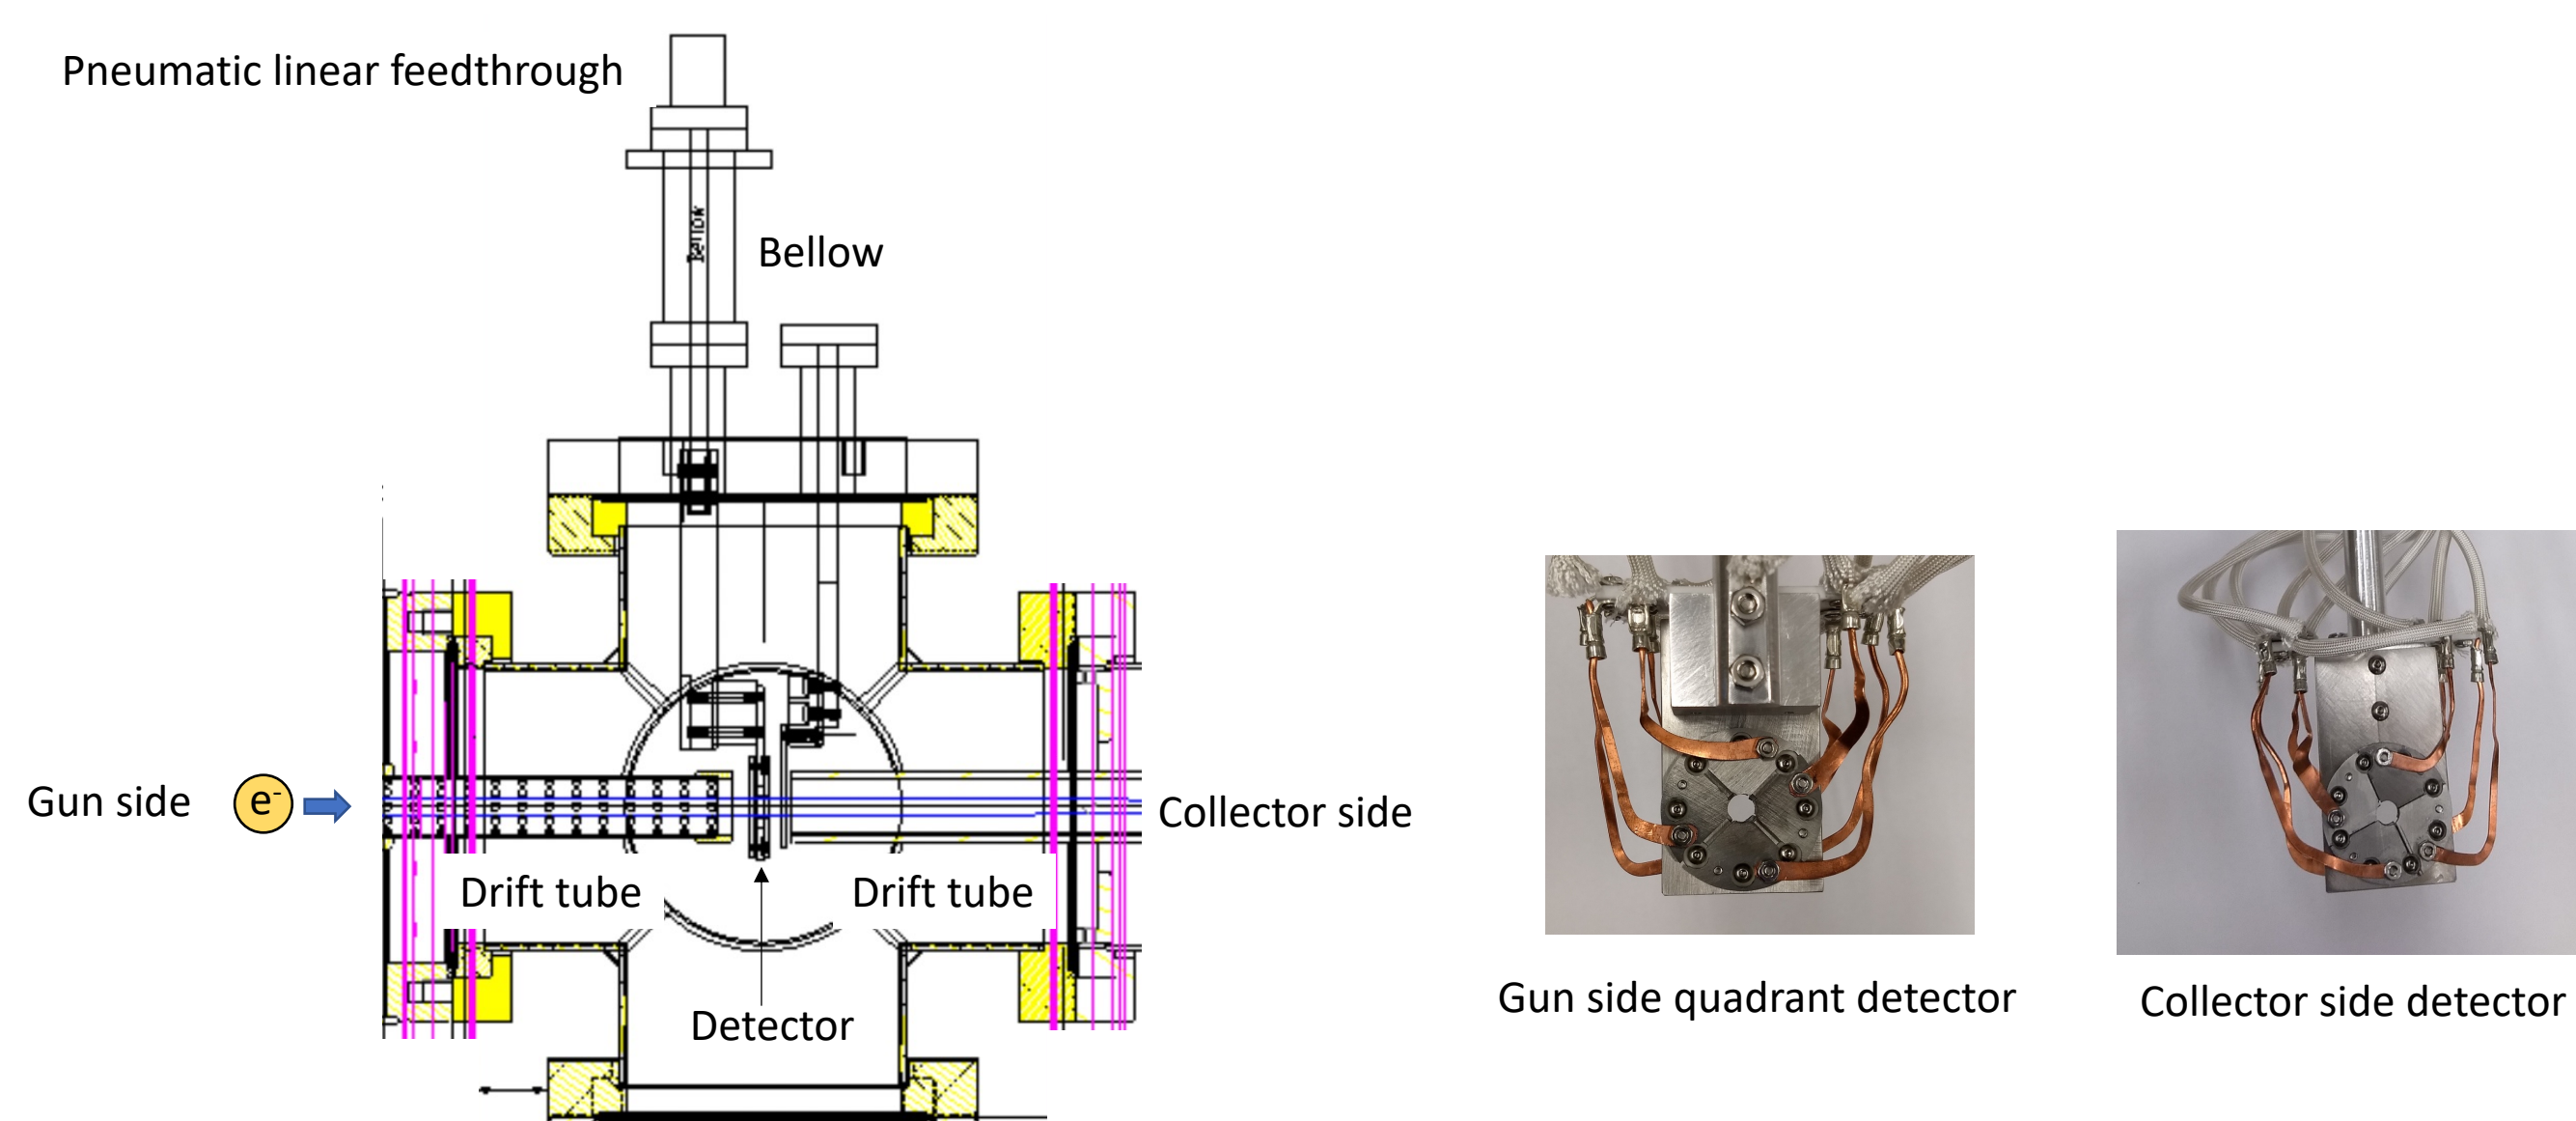 Pneumatic linear feedthrough
Bellow
Gun side
e-
Collector side
Drift tube
Drift tube
Detector
Gun side quadrant detector
Collector side detector